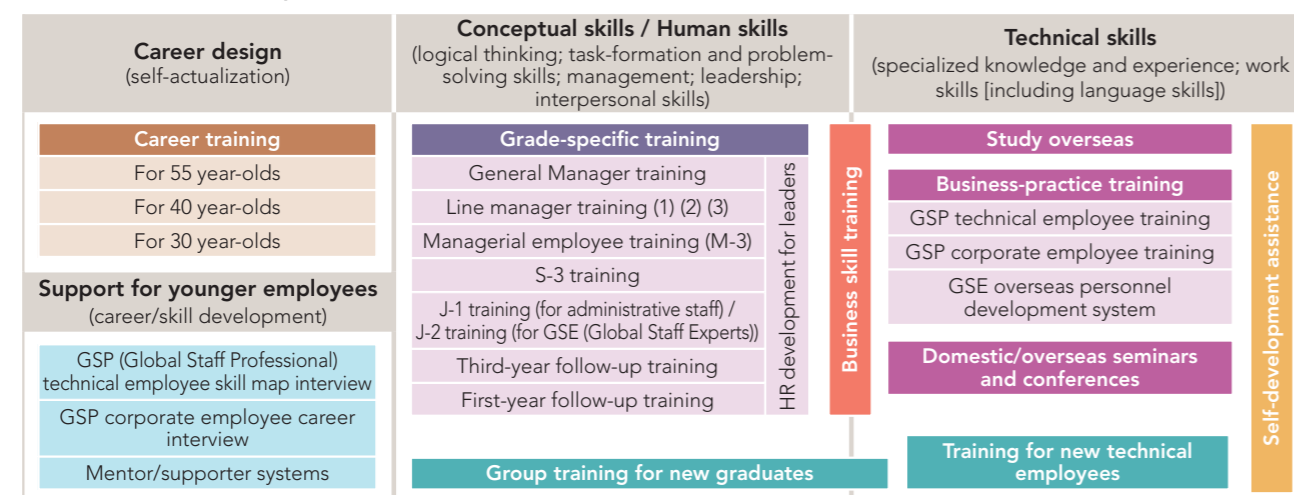 Career design
(self-actualization)
Career training
For 55 year-olds
For 40 year-olds
For 30 year-olds
Support for younger employees
(career/skill development)
GSP (Global Staff Professional)
technical employee skill map interview
GSP corporate employee career
interview
Mentor/supporter systems
Conceptual skills / Human skills
(logical thinking; task-formation and problem-
solving skills; management; leadership;
interpersonal skills)
Grade-specific training
General Manager training
Line manager training (1) (2) (3)
Managerial employee training (M-3)
S-3 training
J-1 training (for administrative staff) /
J-2 training (for GSE (Global Staff Experts))
Third-year follow-up training
First-year follow-up training
HR development for leaders
Business skill training
Group training for new graduates
Technical skills
(specialized knowledge and experience; work
skills [including language skills])
Study overseas
Business-practice training
GSP technical employee training
GSP corporate employee training
GSE overseas personnel
development system
Domestic/overseas seminars
and conferences
Training for new technical
employees
Self-development assistance